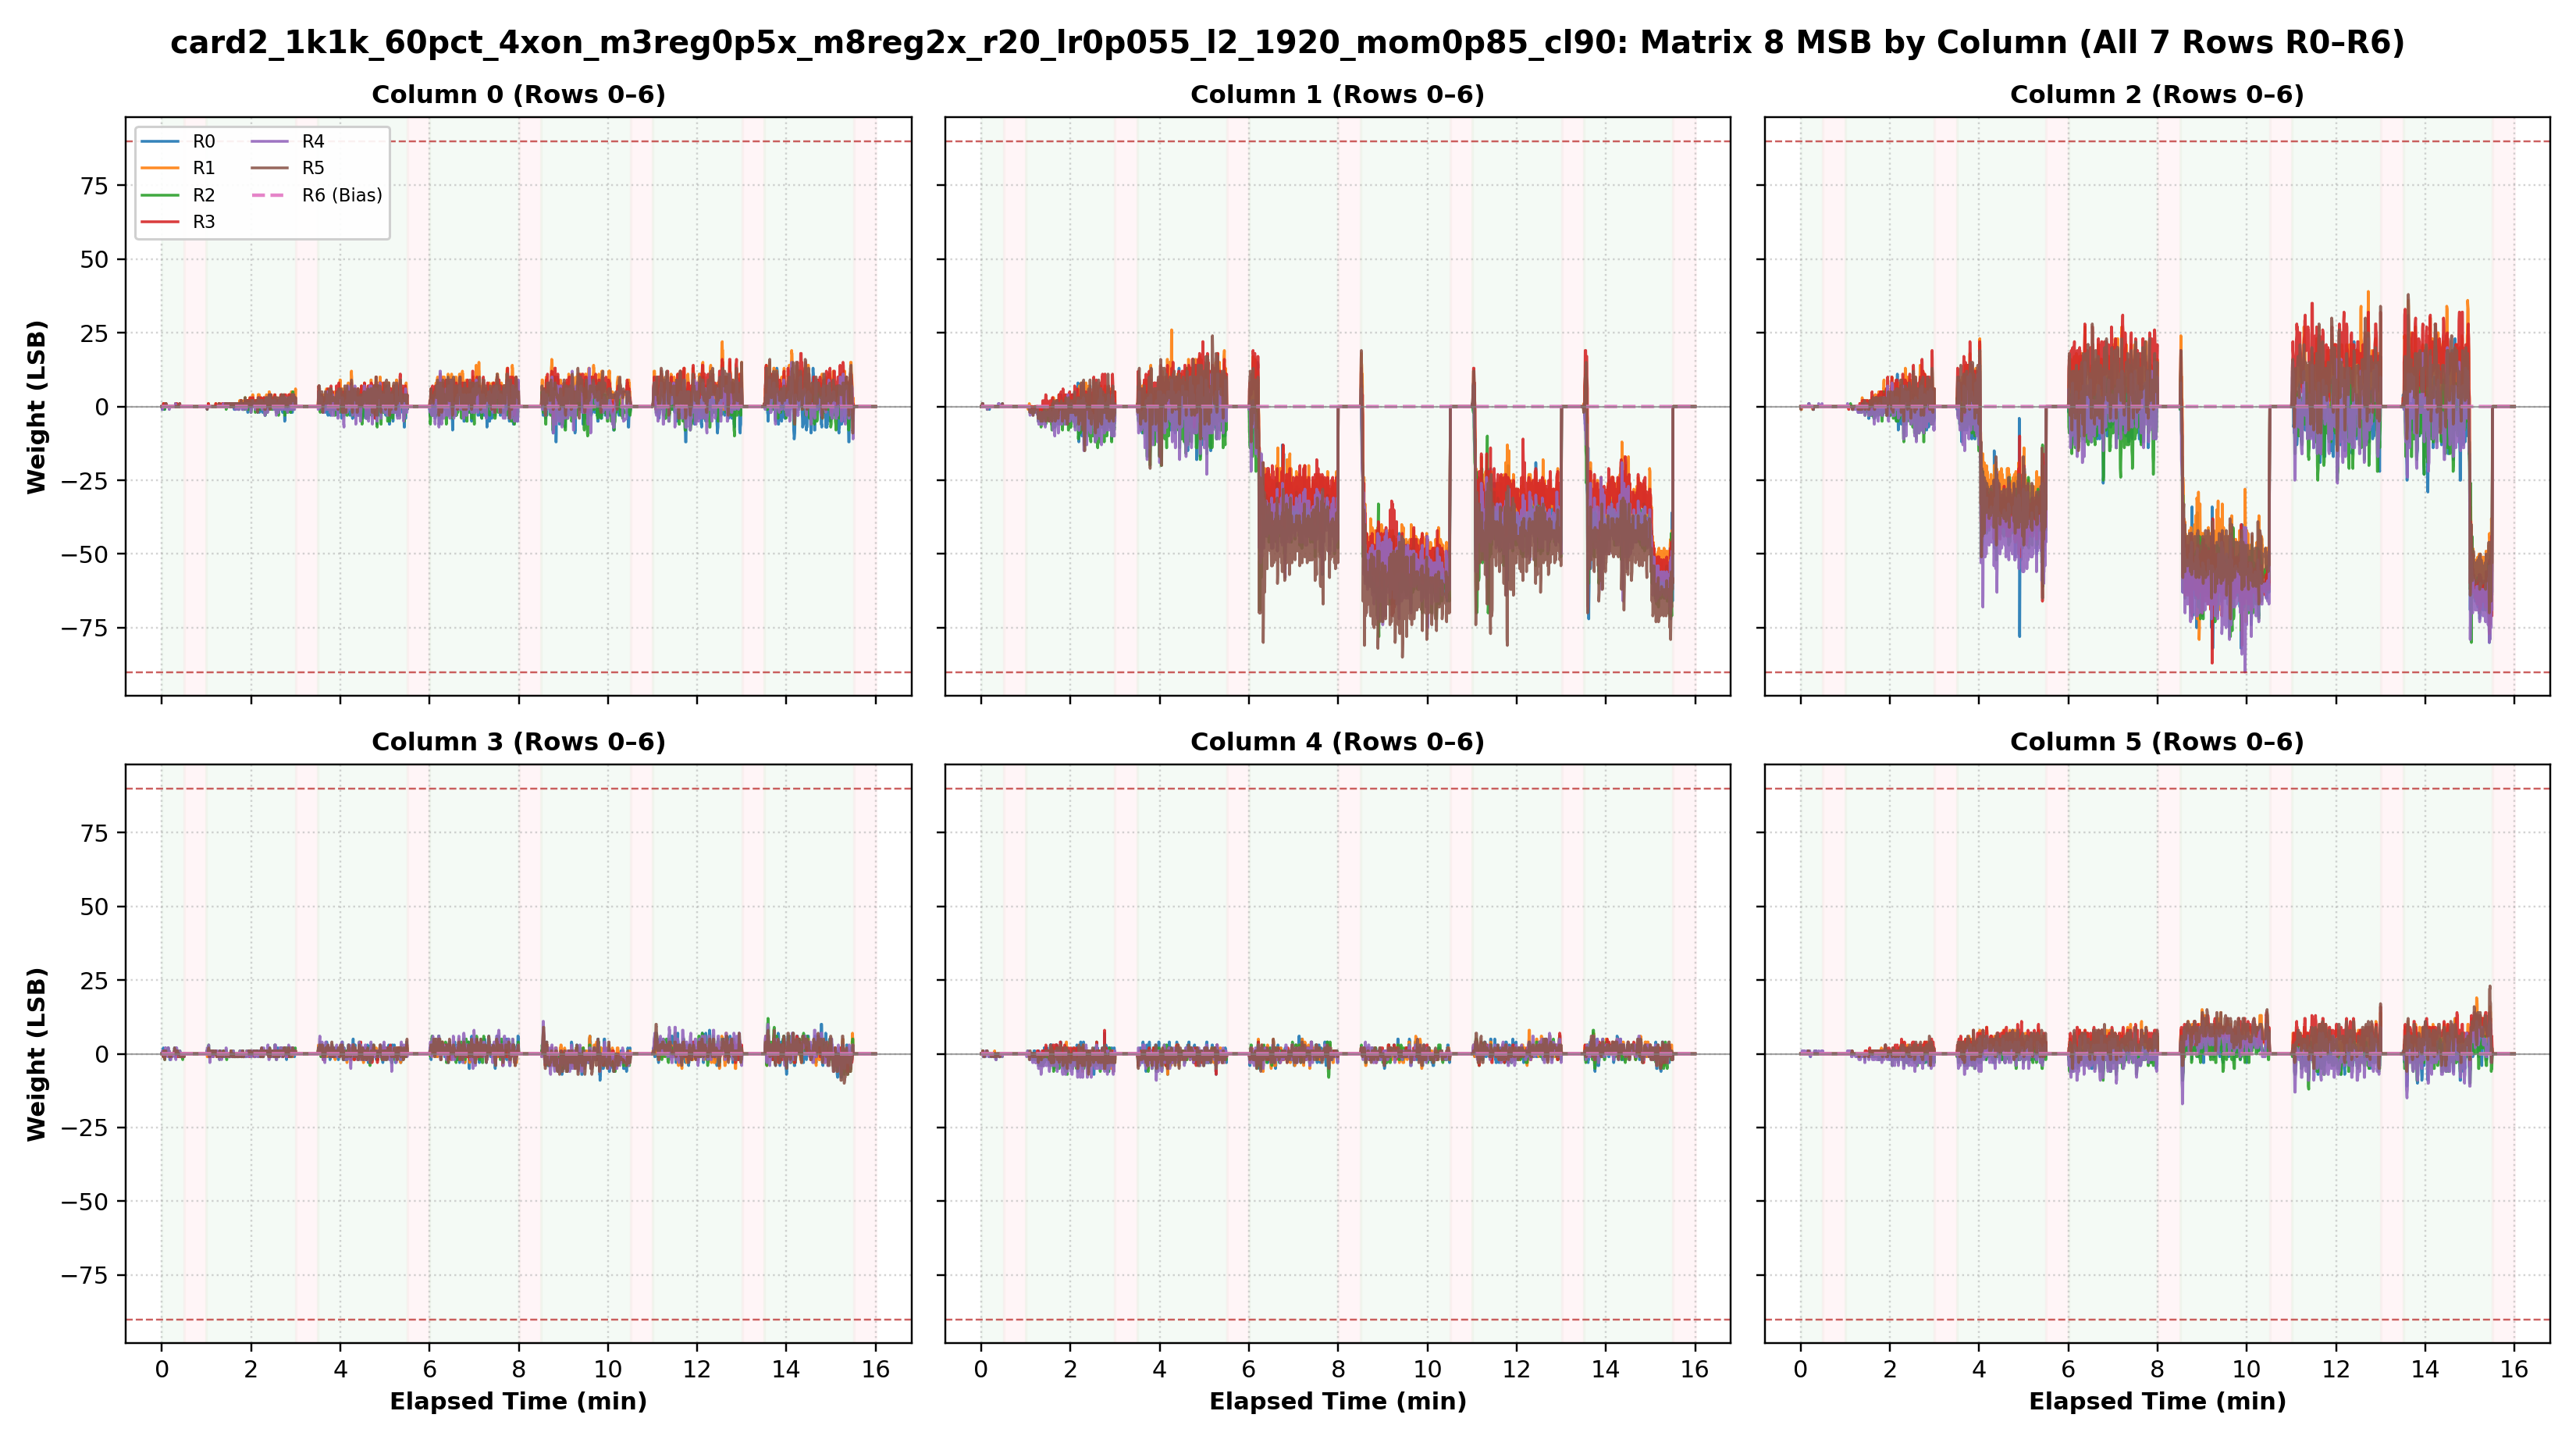 card2_1k1k_60pct_4xon_m3reg0p5x_m8reg2x_r20_lr0p055_l2_1920_mom0p85_cl90: Matrix 8 MSB by Column (All 7 Rows R0–R6)
Column 0 (Rows 0–6)
Column 1 (Rows 0–6)
Column 2 (Rows 0–6)
R0
R1
R2
R3
R4
R5
R6 (Bias)
Weight (LSB)
75
50
25
0
−25
−50
−75
Column 3 (Rows 0–6)
Column 4 (Rows 0–6)
Column 5 (Rows 0–6)
Weight (LSB)
75
50
25
0
−25
−50
−75
0 2 4 6 8 10 12 14 16
0 2 4 6 8 10 12 14 16
0 2 4 6 8 10 12 14 16
Elapsed Time (min)
Elapsed Time (min)
Elapsed Time (min)